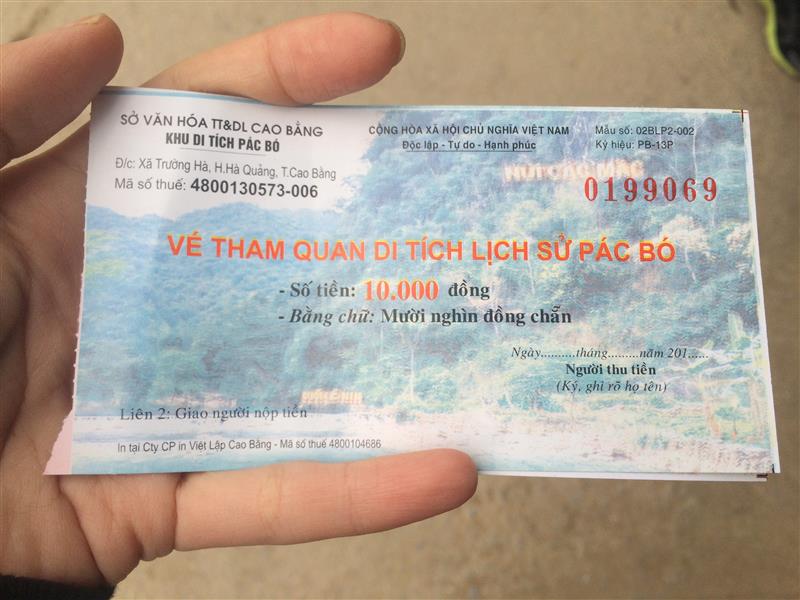 SỞ VĂN HÓA TT&DL CAO BẰNG
KHU DI TÍCH PÁC BÓ
Đ/c: Xã Trường Hà, H.Hà Quảng, T.Cao Bằng
Mã số thuế: 4800130573-006
CỘNG HÒA XÃ HỘI CHỦ NGHĨA VIỆT NAM
Độc lập - Tự do - Hạnh phúc
Mẫu số: 02BLP2-002
Ký hiệu: PB-13P
NÚI CÁC MÁC
0199069
VÉ THAM QUAN DI TÍCH LỊCH SỬ PÁC BÓ
- Số tiền: 10.000 đồng
- Bằng chữ: Mười nghìn đồng chẵn
Ngày..........tháng.........năm 201......
Người thu tiền
(Ký, ghi rõ họ tên)
Liên 2: Giao người nộp tiền
In tại Cty CP in Việt Lập Cao Bằng - Mã số thuế 4800104686